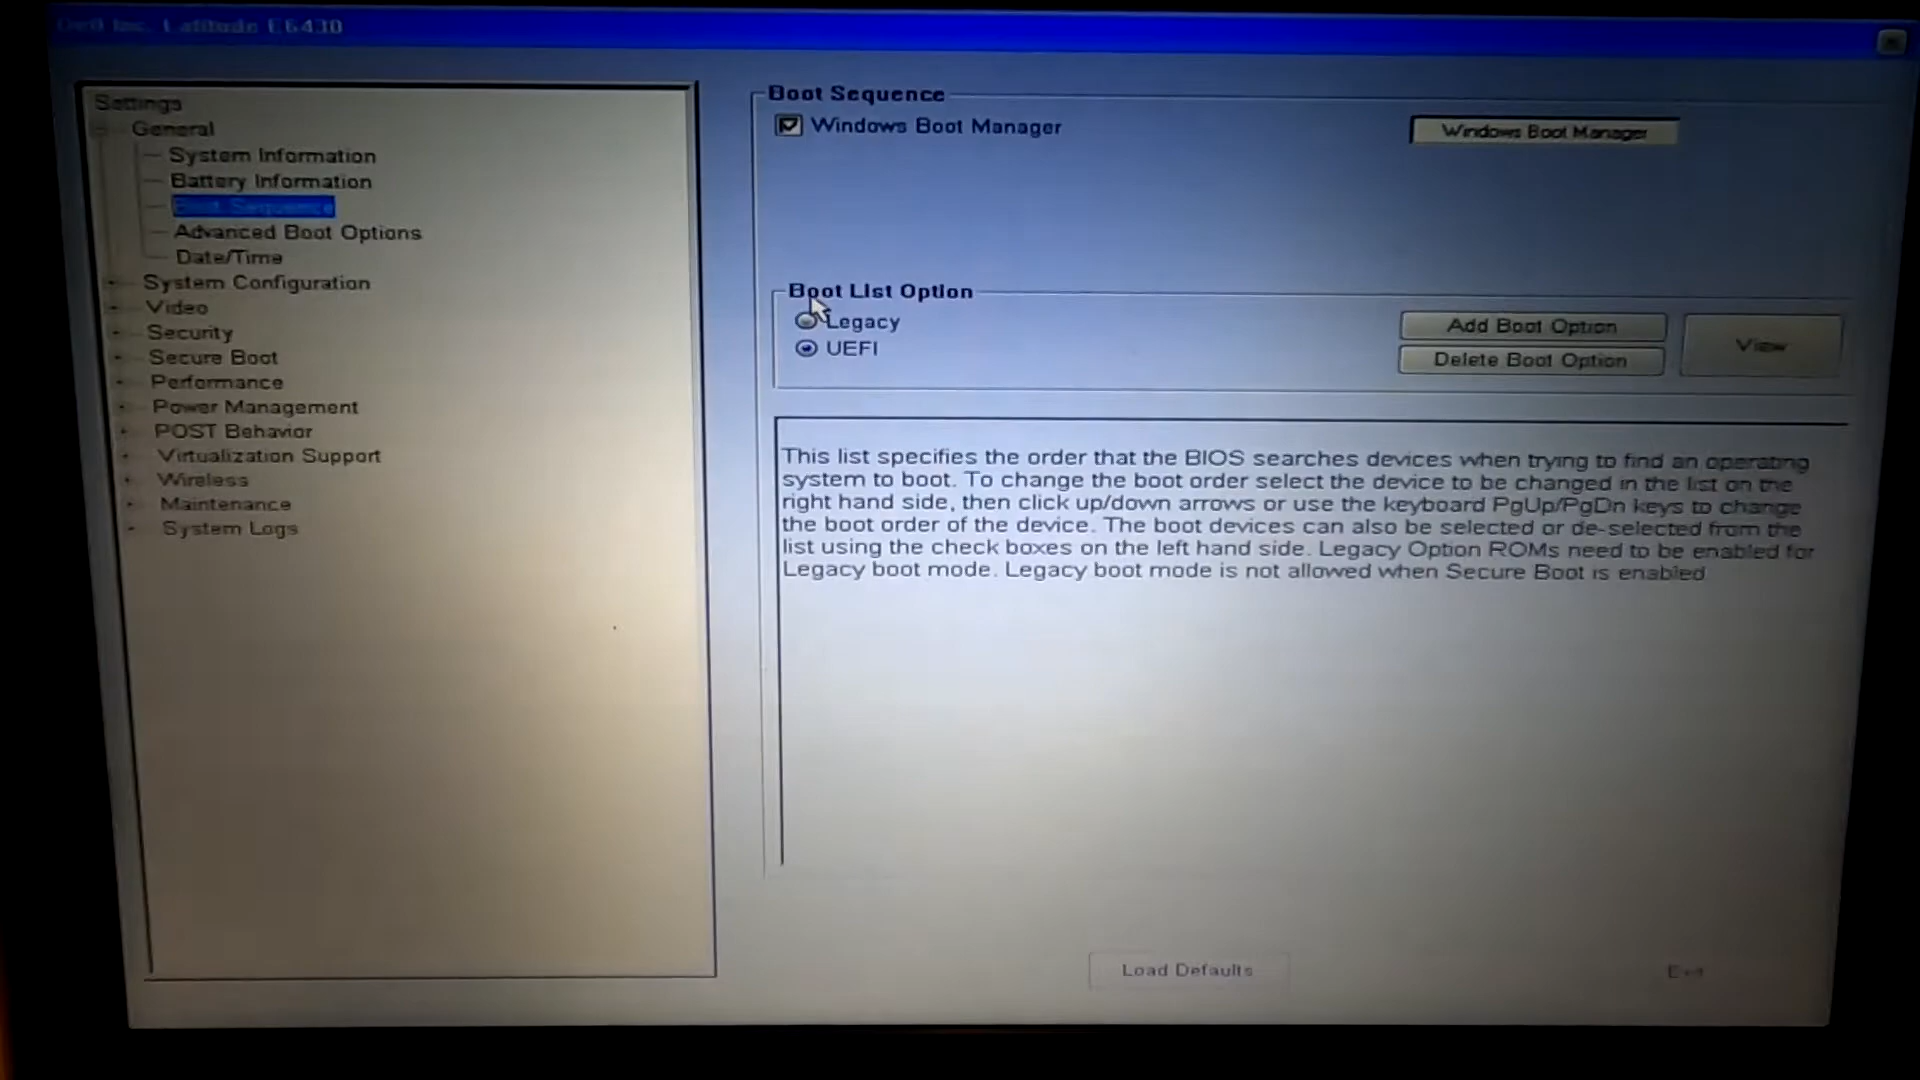 Dell Inc. Latitude E6430
Settings
General
System Information
Battery Information
Boot Sequence
Advanced Boot Options
Date/Time
System Configuration
Video
Security
Secure Boot
Performance
Power Management
POST Behavior
Virtualization Support
Wireless
Maintenance
System Logs
Boot Sequence
Windows Boot Manager
Windows Boot Manager
Boot List Option
Legacy
UEFI
Add Boot Option
Delete Boot Option
View
This list specifies the order that the BIOS searches devices when trying to find an operating
system to boot. To change the boot order select the device to be changed in the list on the
right hand side, then click up/down arrows or use the keyboard PgUp/PgDn keys to change
the boot order of the device. The boot devices can also be selected or de-selected from the
list using the check boxes on the left hand side. Legacy Option ROMs need to be enabled for
Legacy boot mode. Legacy boot mode is not allowed when Secure Boot is enabled
Load Defaults
Exit